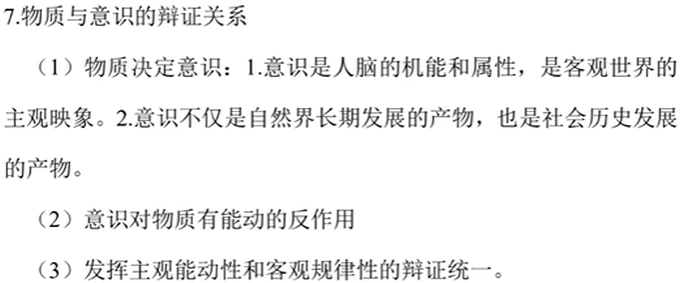 7.物质与意识的辩证关系
（1）物质决定意识：1.意识是人脑的机能和属性，是客观世界的
主观映象。2.意识不仅是自然界长期发展的产物，也是社会历史发展
的产物。
（2）意识对物质有能动的反作用
（3）发挥主观能动性和客观规律性的辩证统一。